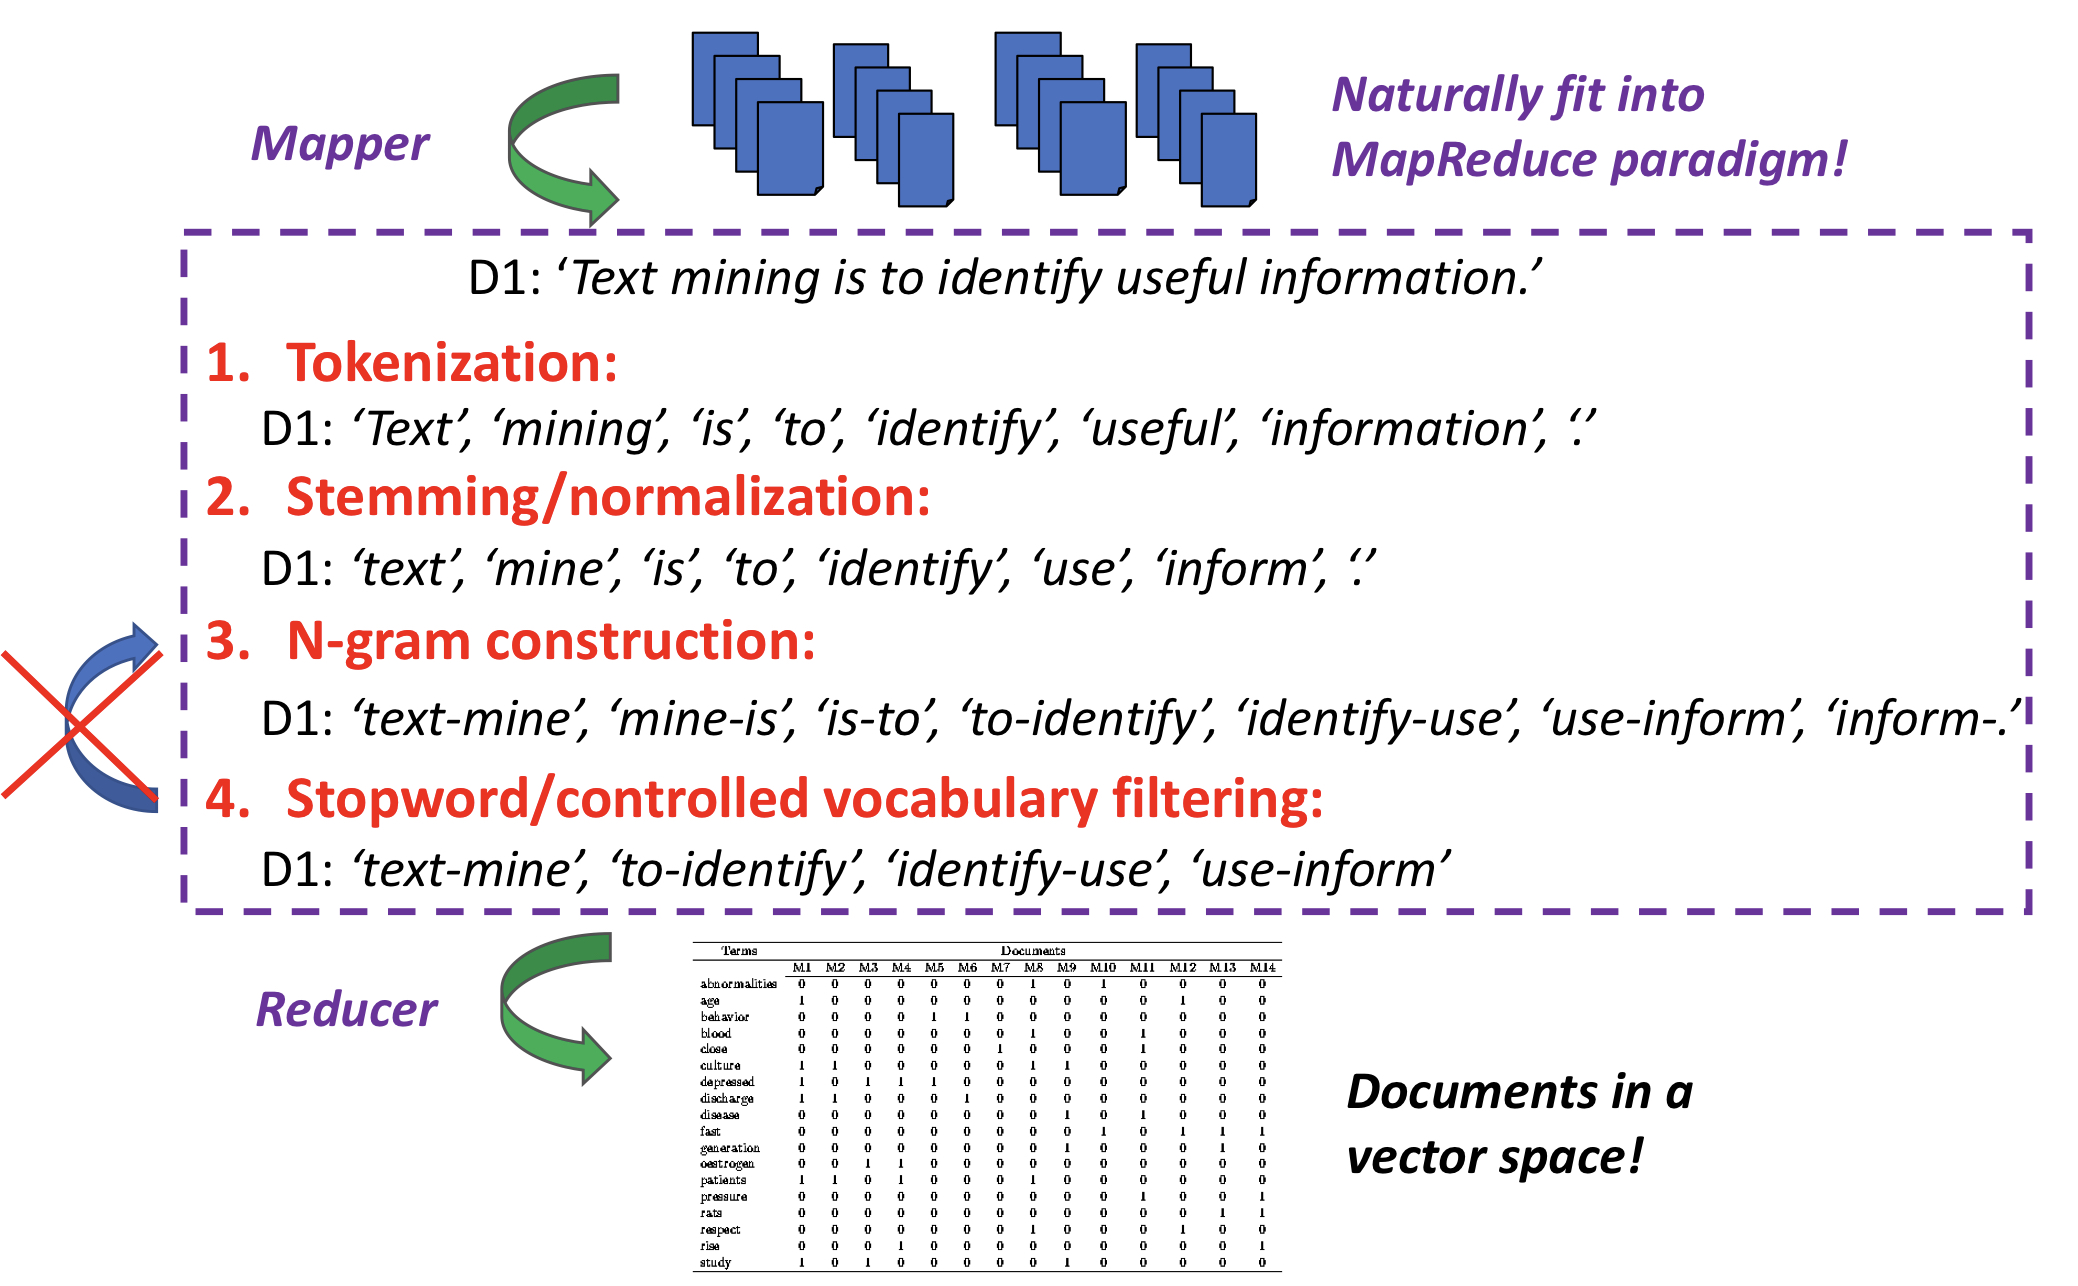 Mapper
Naturally fit into
MapReduce paradigm!
D1: ‘Text mining is to identify useful information.’
1. Tokenization:
D1: ‘Text’, ‘mining’, ‘is’, ‘to’, ‘identify’, ‘useful’, ‘information’, ‘.’
2. Stemming/normalization:
D1: ‘text’, ‘mine’, ‘is’, ‘to’, ‘identify’, ‘use’, ‘inform’, ‘.’
3. N-gram construction:
D1: ‘text-mine’, ‘mine-is’, ‘is-to’, ‘to-identify’, ‘identify-use’, ‘use-inform’, ‘inform-.’
4. Stopword/controlled vocabulary filtering:
D1: ‘text-mine’, ‘to-identify’, ‘identify-use’, ‘use-inform’
Reducer
Terms Documents
M1 M2 M3 M4 M5 M6 M7 M8 M9 M10 M11 M12 M13 M14
abnormalities 0 0 0 0 0 0 0 1 0 1 0 0 0 0
age 1 0 0 0 0 0 0 0 0 0 0 1 0 0
behavior 0 0 0 0 1 1 0 0 0 0 0 0 0 0
blood 0 0 0 0 0 0 0 1 0 0 1 0 0 0
close 0 0 0 0 0 0 1 0 0 0 1 0 0 0
culture 1 1 0 0 0 0 0 1 1 0 0 0 0 0
depressed 1 0 1 1 1 0 0 0 0 0 0 0 0 0
discharge 1 1 0 0 0 1 0 0 0 0 0 0 0 0
disease 0 0 0 0 0 0 0 0 1 0 1 0 0 0
fast 0 0 0 0 0 0 0 0 0 1 0 1 1 1
generation 0 0 0 0 0 0 0 0 1 0 0 0 1 0
oestrogen 0 0 1 1 0 0 0 0 0 0 0 0 0 0
patients 1 1 0 1 0 0 0 1 0 0 0 0 0 0
pressure 0 0 0 0 0 0 0 0 0 0 1 0 0 1
rats 0 0 0 0 0 0 0 0 0 0 0 0 1 1
respect 0 0 0 0 0 0 0 1 0 0 0 1 0 0
rise 0 0 0 1 0 0 0 0 0 0 0 0 0 1
study 1 0 1 0 0 0 0 0 1 0 0 0 0 0
Documents in a
vector space!